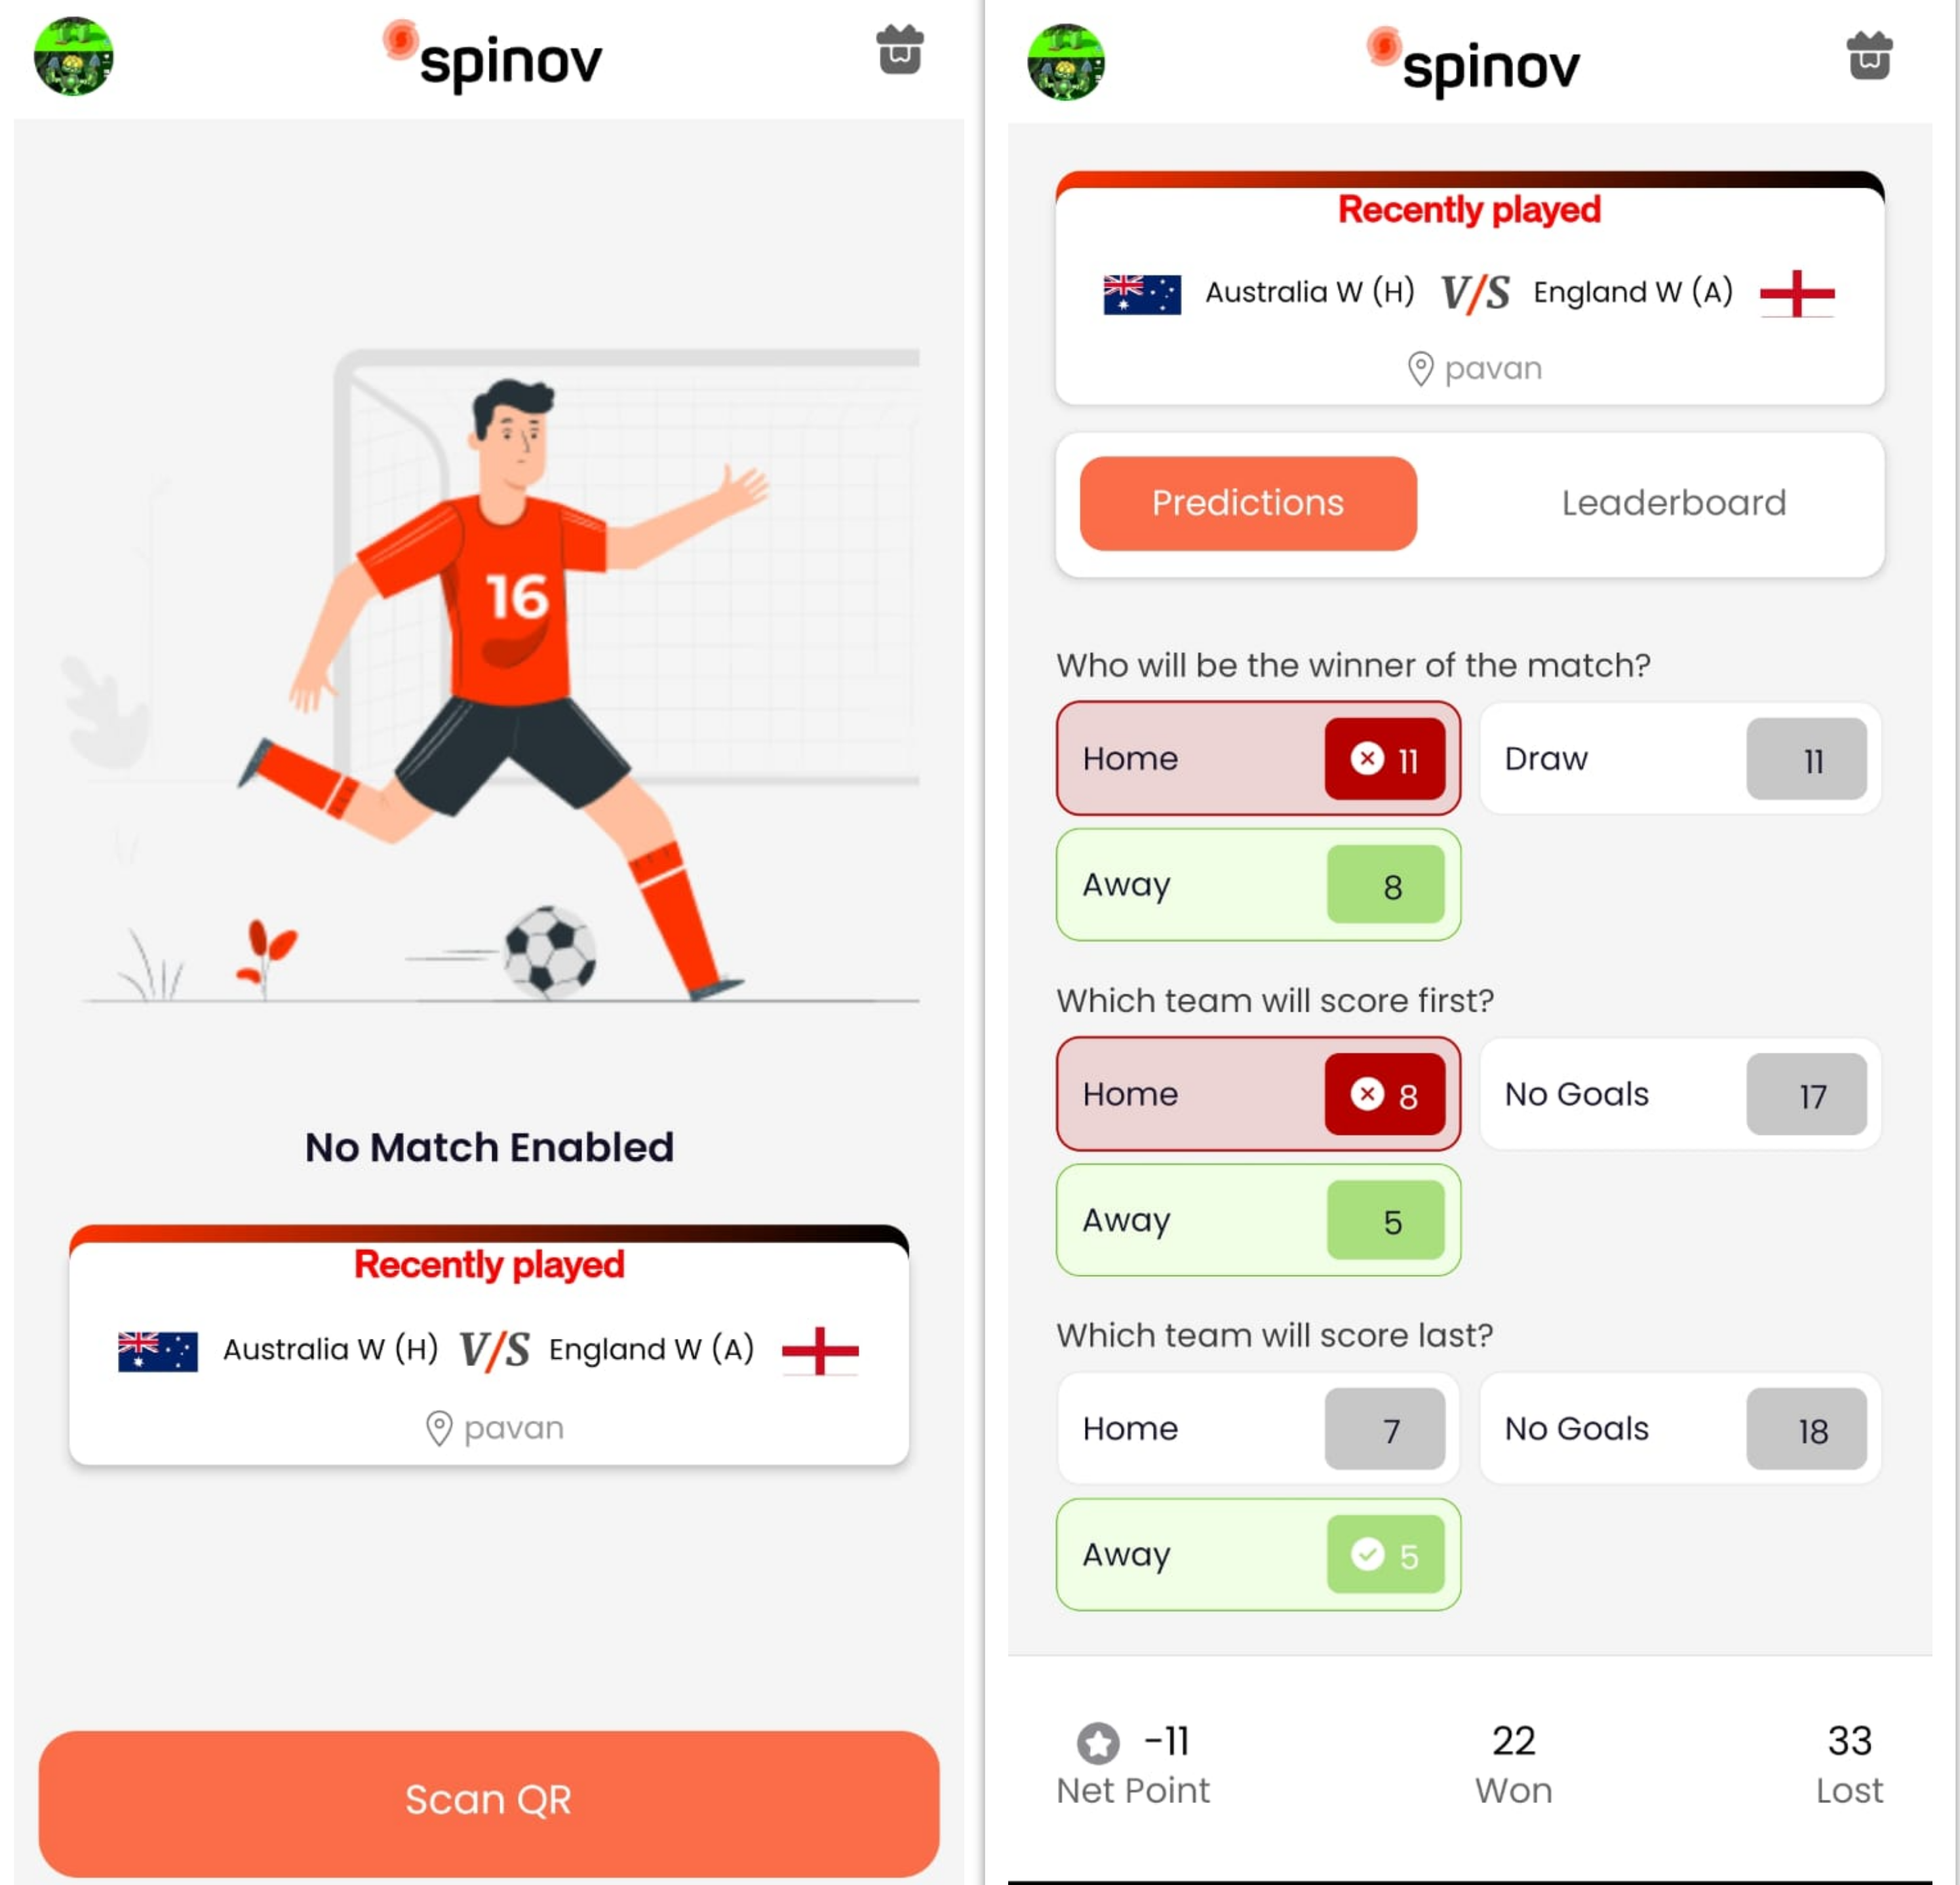 spinov
16
No Match Enabled
Recently played
Australia W (H) V/S England W (A)
pavan
Scan QR
spinov
Recently played
Australia W (H) V/S England W (A)
pavan
Predictions Leaderboard
Who will be the winner of the match?
Home 11 Draw 11
Away 8
Which team will score first?
Home 8 No Goals 17
Away 5
Which team will score last?
Home 7 No Goals 18
Away 5
-11 22 33
Net Point Won Lost